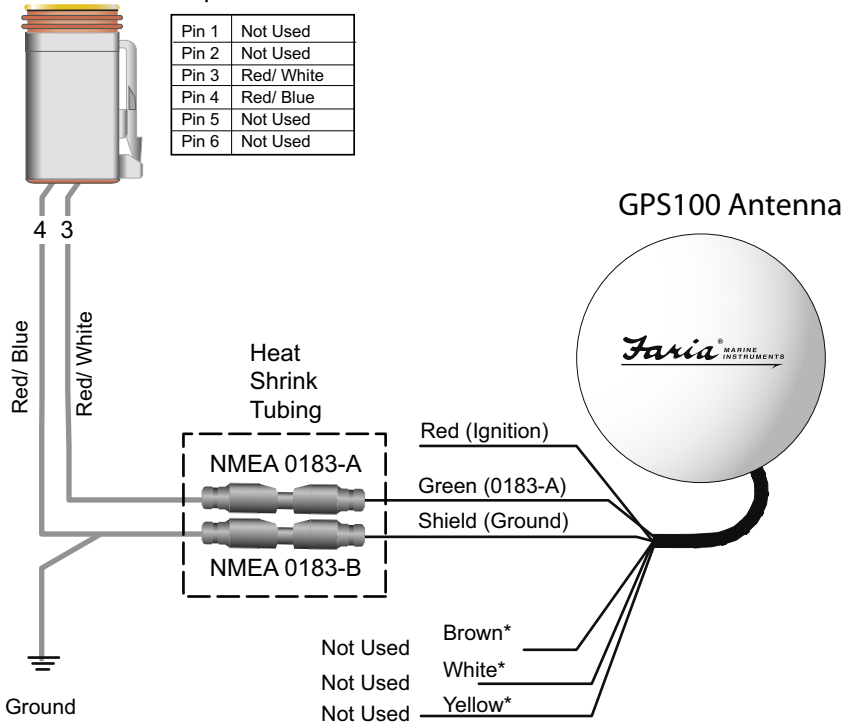 Pin 1 Not Used
Pin 2 Not Used
Pin 3 Red/ White
Pin 4 Red/ Blue
Pin 5 Not Used
Pin 6 Not Used
GPS100 Antenna
4 3
Red/ Blue
Red/ White
Faria® MARINE INSTRUMENTS
Heat
Shrink
Tubing
Red (Ignition)
NMEA 0183-A
Green (0183-A)
Shield (Ground)
NMEA 0183-B
Not Used Brown*
Not Used White*
Not Used Yellow*
Ground